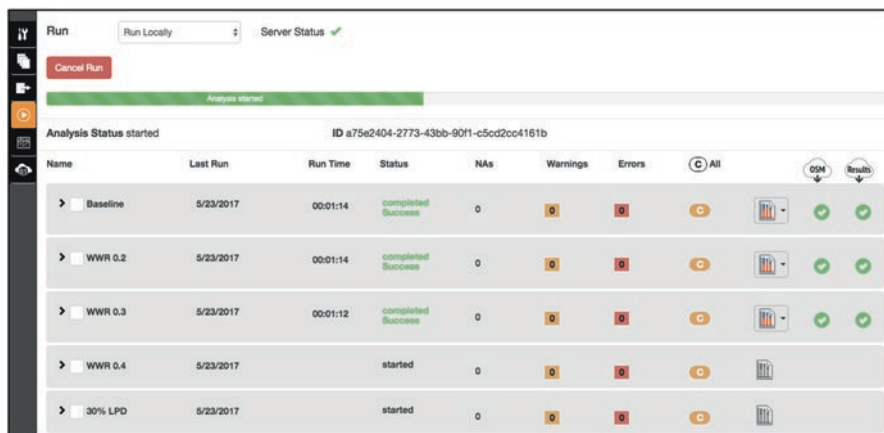 Run Run Locally Server Status
Cancel Run
Analysis started
Analysis Status started ID a75e2404-2773-43bb-90f1-c5cd2cc4161b
Name Last Run Run Time Status NAs Warnings Errors C All OSM Results
Baseline 5/23/2017 00:01:14 completed Success 0 0 0 C
WWR 0.2 5/23/2017 00:01:14 completed Success 0 0 0 C
WWR 0.3 5/23/2017 00:01:12 completed Success 0 0 0 C
WWR 0.4 5/23/2017 started 0 0 0 C
30% LPD 5/23/2017 started 0 0 0 C